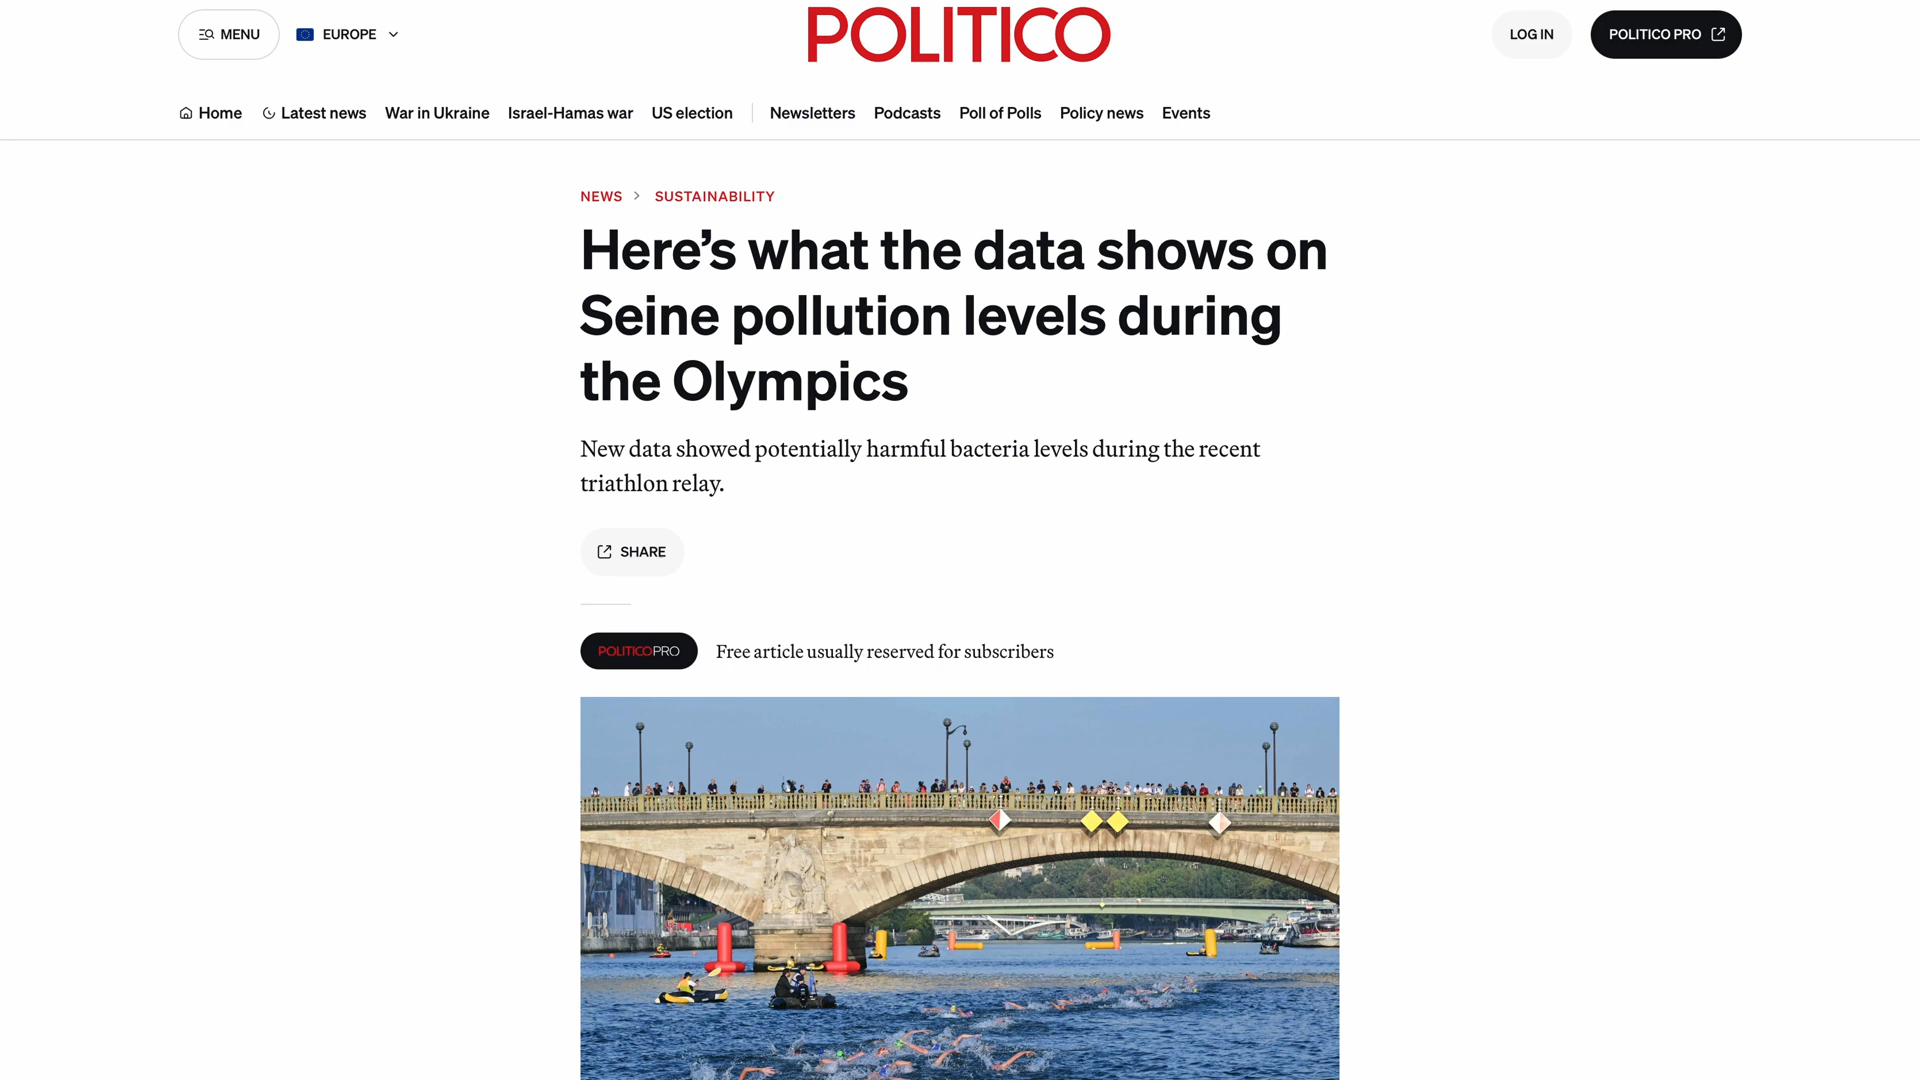 MENU
EUROPE
POLITICO
LOG IN
POLITICO PRO
Home
Latest news
War in Ukraine
Israel-Hamas war
US election
Newsletters
Podcasts
Poll of Polls
Policy news
Events
NEWS
SUSTAINABILITY
Here’s what the data shows on
Seine pollution levels during
the Olympics
New data showed potentially harmful bacteria levels during the recent
triathlon relay.
SHARE
POLITICOPRO
Free article usually reserved for subscribers